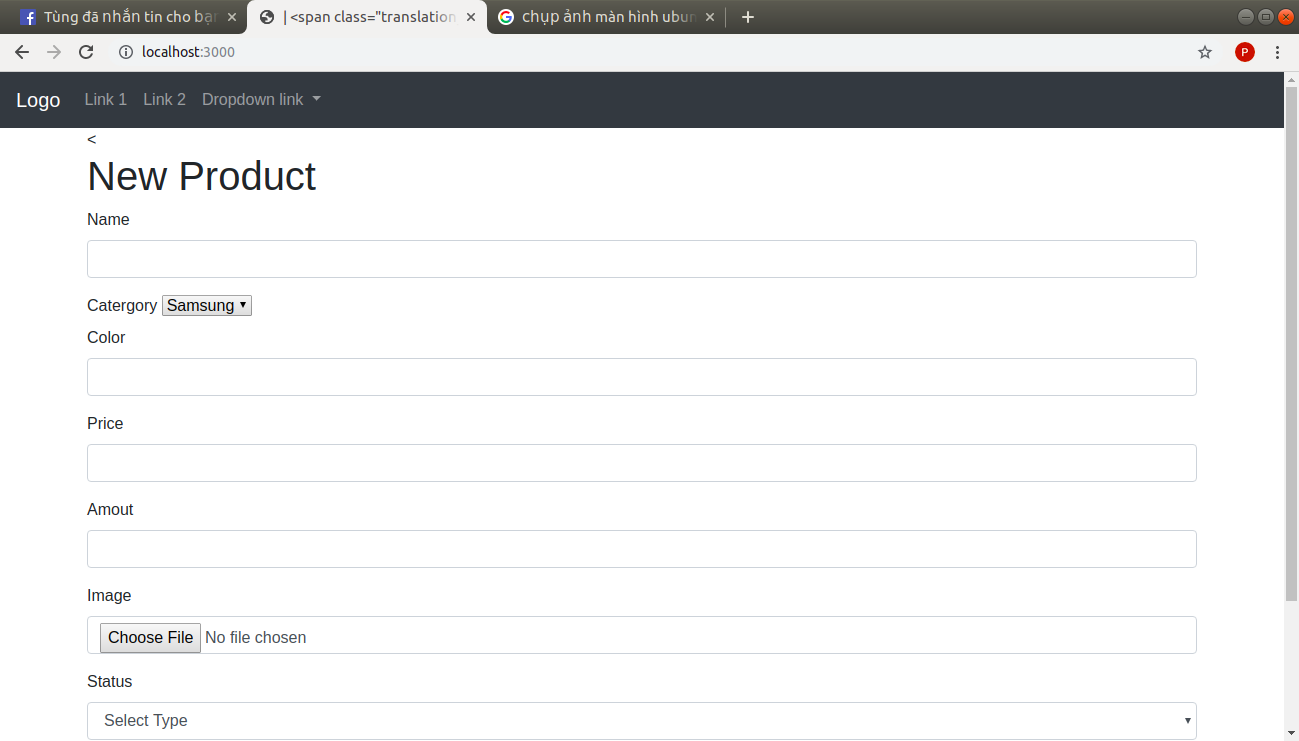 Tùng đã nhắn tin cho bạn
| <span class="translation
chụp ảnh màn hình ubun
localhost:3000
P
Logo Link 1 Link 2 Dropdown link
<
New Product
Name
Catergory Samsung
Color
Price
Amout
Image
Choose File No file chosen
Status
Select Type